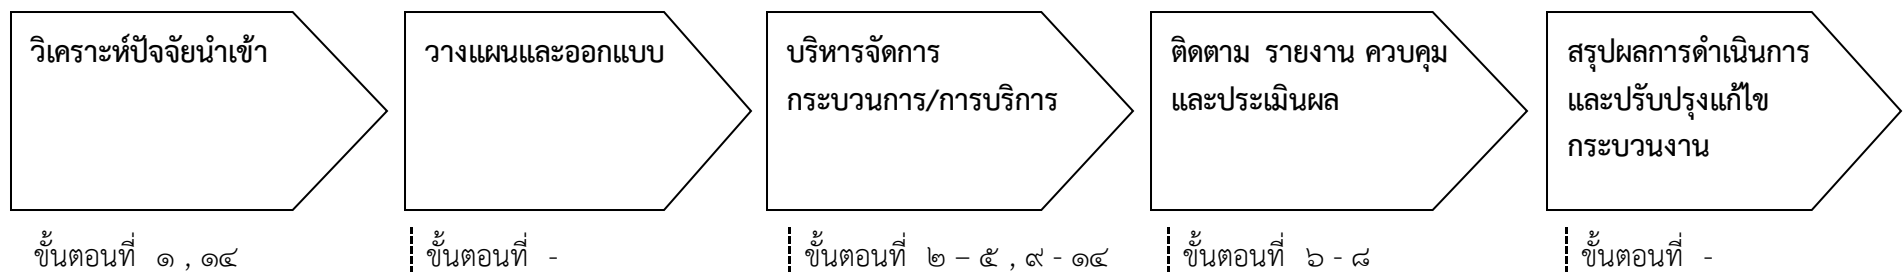 วิเคราะห์ปัจจัยนำเข้า
วางแผนและออกแบบ
บริหารจัดการ
กระบวนการ/การบริการ
ติดตาม รายงาน ควบคุม
และประเมินผล
สรุปผลการดำเนินการ
และปรับปรุงแก้ไข
กระบวนงาน
ขั้นตอนที่ ๑ , ๑๔
ขั้นตอนที่ -
ขั้นตอนที่ ๒ – ๕ , ๙ - ๑๔
ขั้นตอนที่ ๖ - ๘
ขั้นตอนที่ -